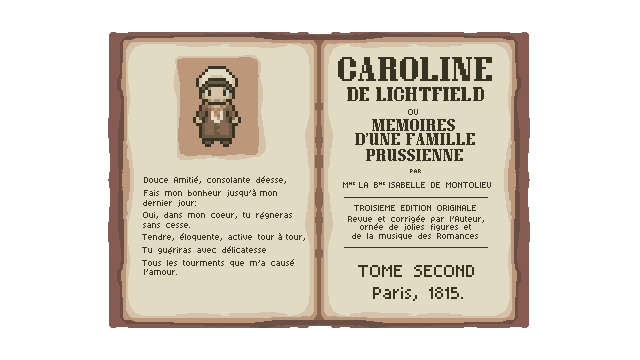 Douce Amitié, consolante déesse,
Fais mon bonheur jusqu'à mon
dernier jour:
Oui, dans mon coeur, tu régneras
sans cesse.
Tendre, éloquente, active tour à tour,
Tu guériras avec délicatesse
Tous les tourments que m'a causé
l'amour.
CAROLINE
DE LICHTFIELD
OU
MEMOIRES
D'UNE FAMILLE
PRUSSIENNE
PAR
Mᴹᴱ LA Bᴺᴱ ISABELLE DE MONTOLIEU
TROISIEME EDITION ORIGINALE
Revue et corrigée par l'Auteur,
ornée de jolies figures et
de la musique des Romances
TOME SECOND
Paris, 1815.